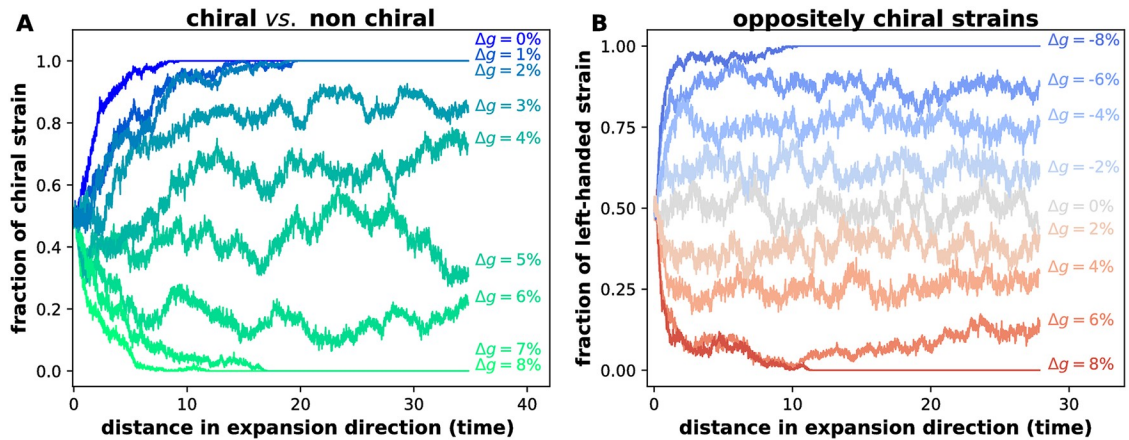 A
chiral vs. non chiral
fraction of chiral strain
1.0
0.8
0.6
0.4
0.2
0.0
0
10
20
30
40
distance in expansion direction (time)
Δg = 0%
Δg = 1%
Δg = 2%
Δg = 3%
Δg = 4%
Δg = 5%
Δg = 6%
Δg = 7%
Δg = 8%
B
oppositely chiral strains
fraction of left-handed strain
1.00
0.75
0.50
0.25
0.00
0
10
20
30
distance in expansion direction (time)
Δg = -8%
Δg = -6%
Δg = -4%
Δg = -2%
Δg = 0%
Δg = 2%
Δg = 4%
Δg = 6%
Δg = 8%